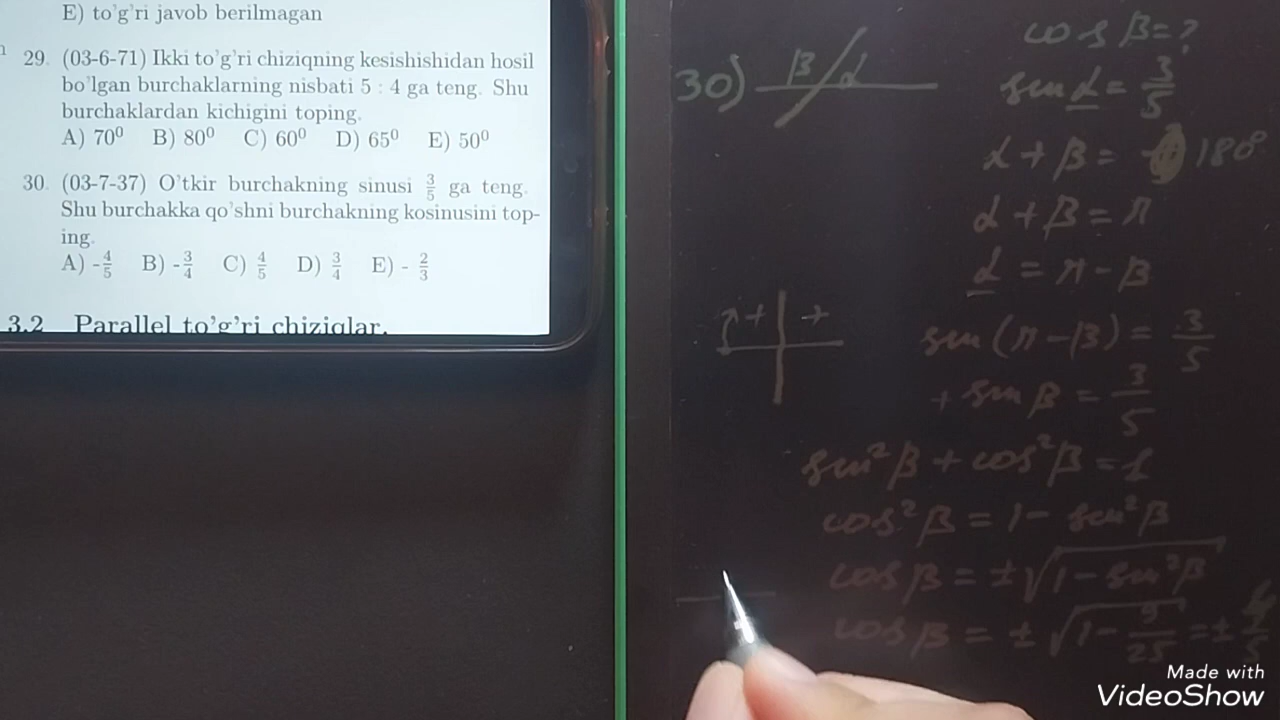 E) to'g'ri javob berilmagan
29. (03-6-71) Ikki to'g'ri chiziqning kesishishidan hosil
bo'lgan burchaklarning nisbati 5 : 4 ga teng. Shu
burchaklardan kichigini toping.
A) 70⁰ B) 80⁰ C) 60⁰ D) 65⁰ E) 50⁰
30. (03-7-37) O'tkir burchakning sinusi 3/5 ga teng.
Shu burchakka qo'shni burchakning kosinusini top-
ing.
A) -4/5 B) -3/4 C) 4/5 D) 3/4 E) - 2/3
3.2 Parallel to'g'ri chiziqlar.
cos β = ?
30) β / α
sin α = 3/5
α + β = 180°
α + β = π
α = π - β
+ +
sin (π - β) = 3/5
+ sin β = 3/5
sin²β + cos²β = 1
cos²β = 1 - sin²β
cos β = ± √1 - sin²β
cos β = ± √1 - 9/25 = ± 4/5
Made with
VideoShow